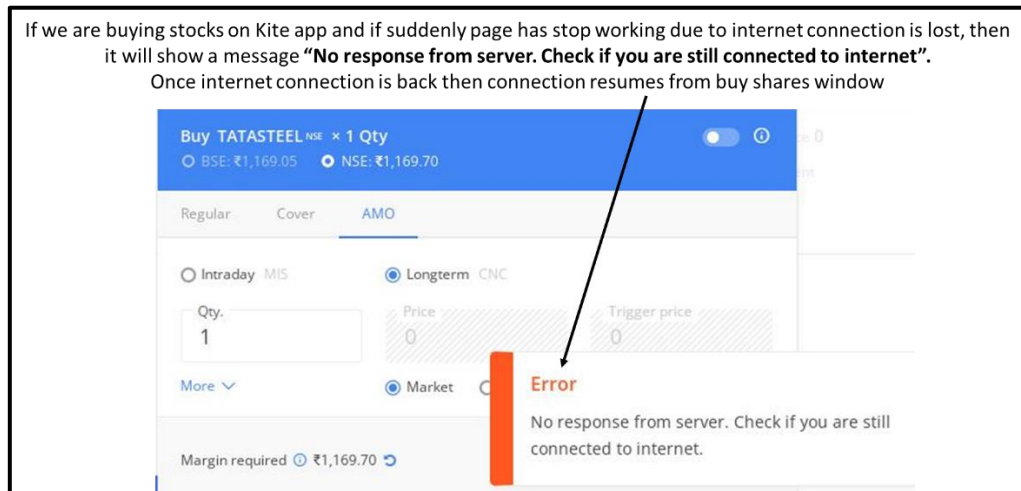 If we are buying stocks on Kite app and if suddenly page has stop working due to internet connection is lost, then
it will show a message “No response from server. Check if you are still connected to internet”.
Once internet connection is back then connection resumes from buy shares window
Buy TATASTEEL NSE × 1 Qty
BSE: ₹1,169.05 NSE: ₹1,169.70
Regular Cover AMO
Intraday MIS Longterm CNC
Qty. Price Trigger price
1 0 0
More Market
Error
No response from server. Check if you are still
connected to internet.
Margin required ₹1,169.70